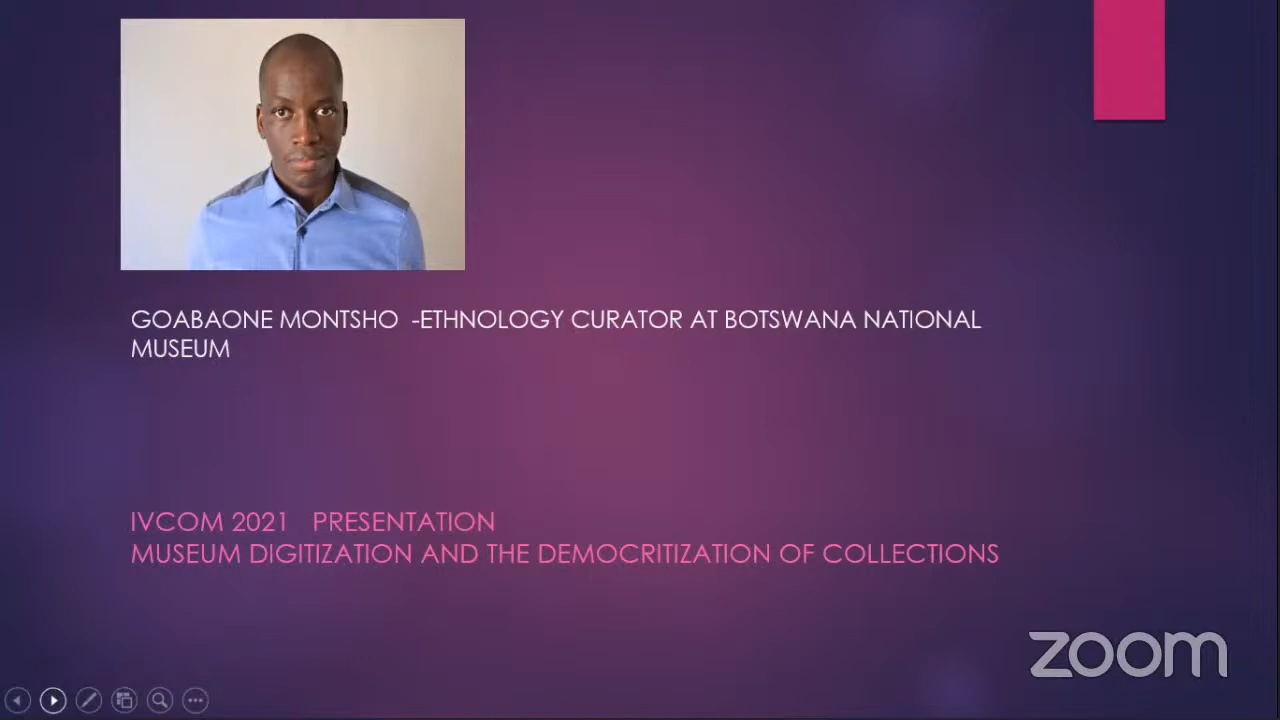 GOABAONE MONTSHO -ETHNOLOGY CURATOR AT BOTSWANA NATIONAL
MUSEUM
IVCOM 2021 PRESENTATION
MUSEUM DIGITIZATION AND THE DEMOCRITIZATION OF COLLECTIONS
zoom